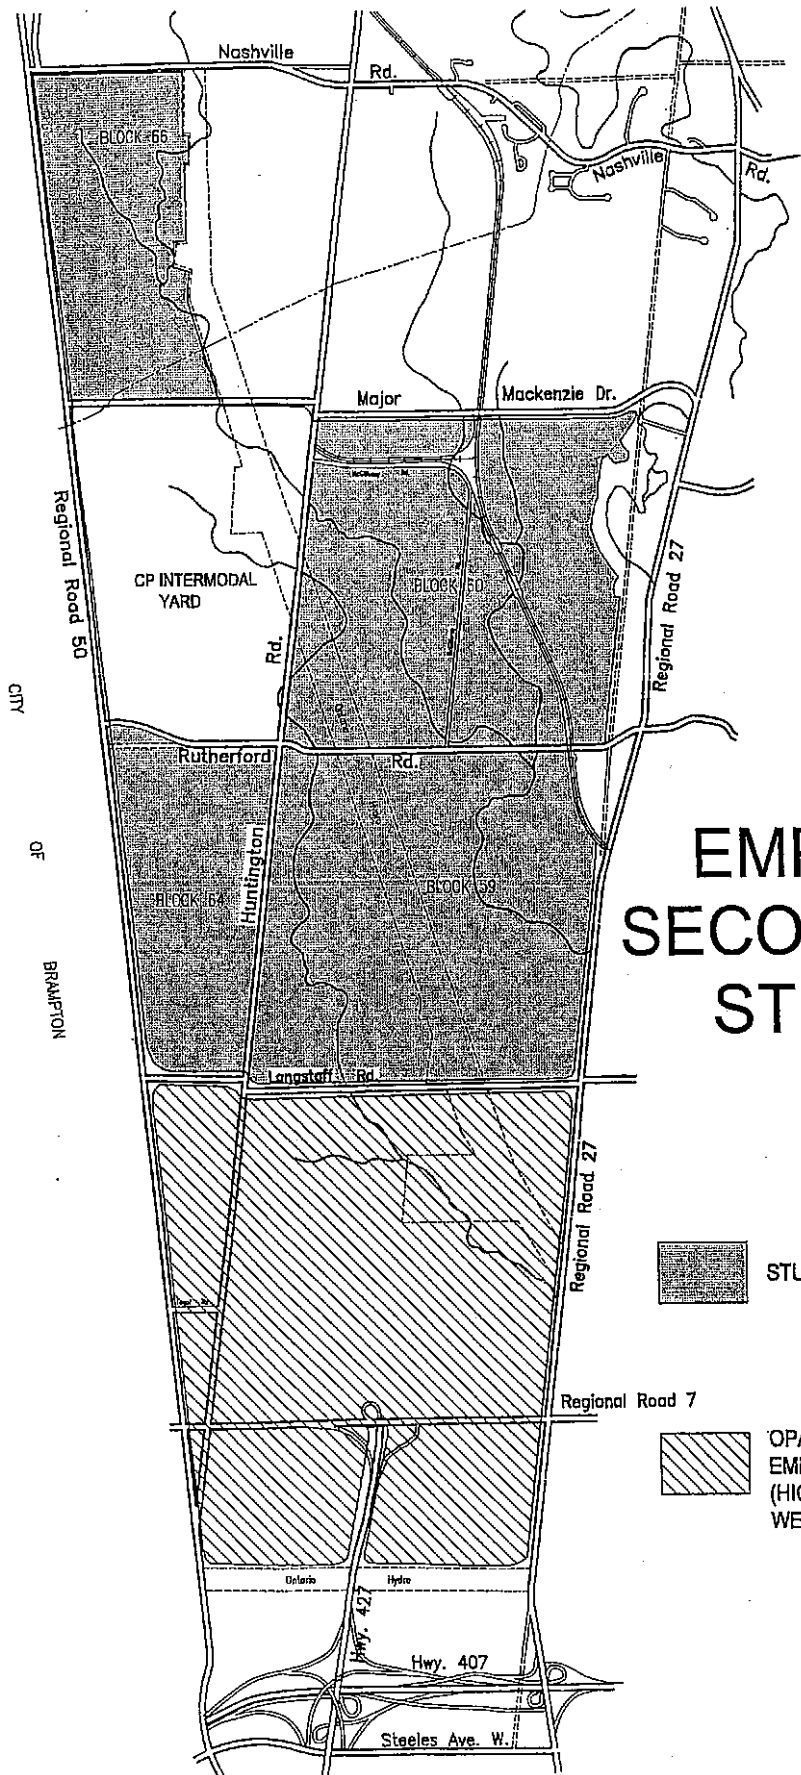 Nashville
Rd.
BLOCK 66
Nashville
Rd.
Major
Mackenzie Dr.
Regional Road 50
CP INTERMODAL
YARD
BLOCK 60
Regional Road 27
Rd.
CITY
OF
BRAMPTON
Rutherford
Rd.
Huntington
BLOCK 64
BLOCK 59
EMP
SECO
ST
Langstaff Rd.
Regional Road 27
STU
Regional Road 7
OPA
EMP
(HIG
WE
Ontario
Hydro
Hwy. 427
Hwy. 407
Steeles Ave. W.